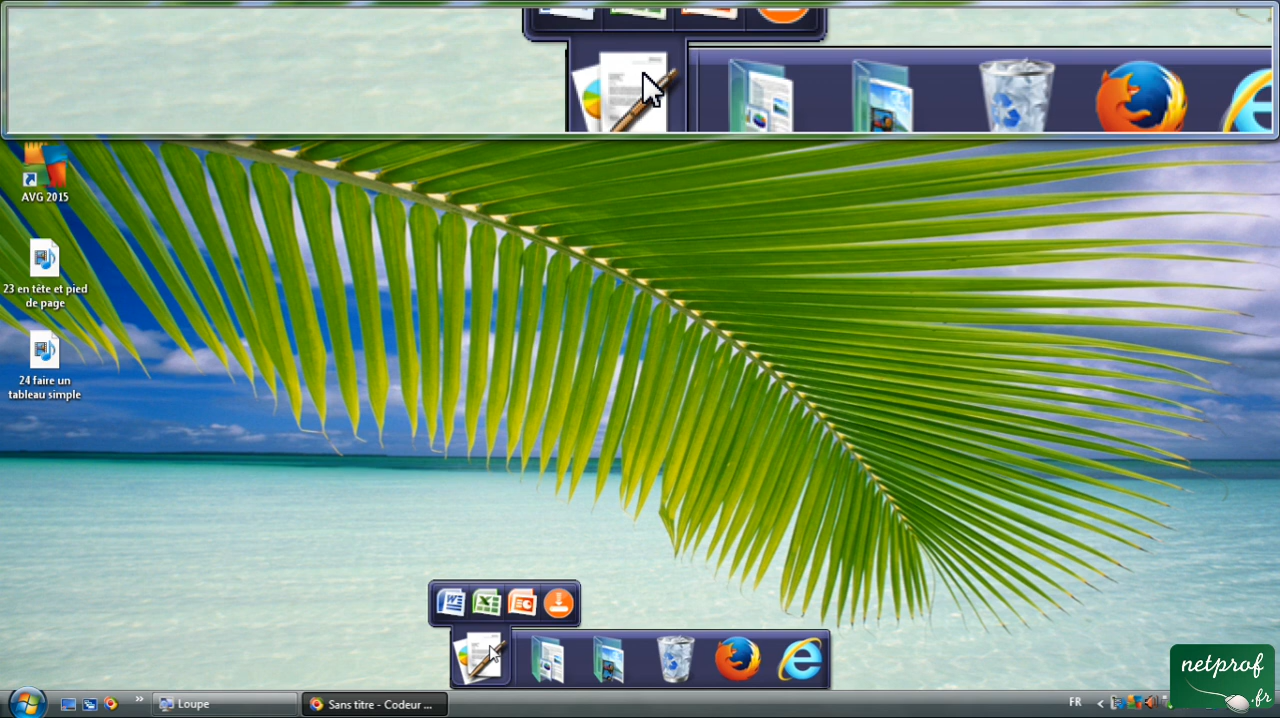 AVG 2015
23 en tête et pied
de page
24 faire un
tableau simple
Loupe
Sans titre - Codeur ...
FR
netprof
.fr